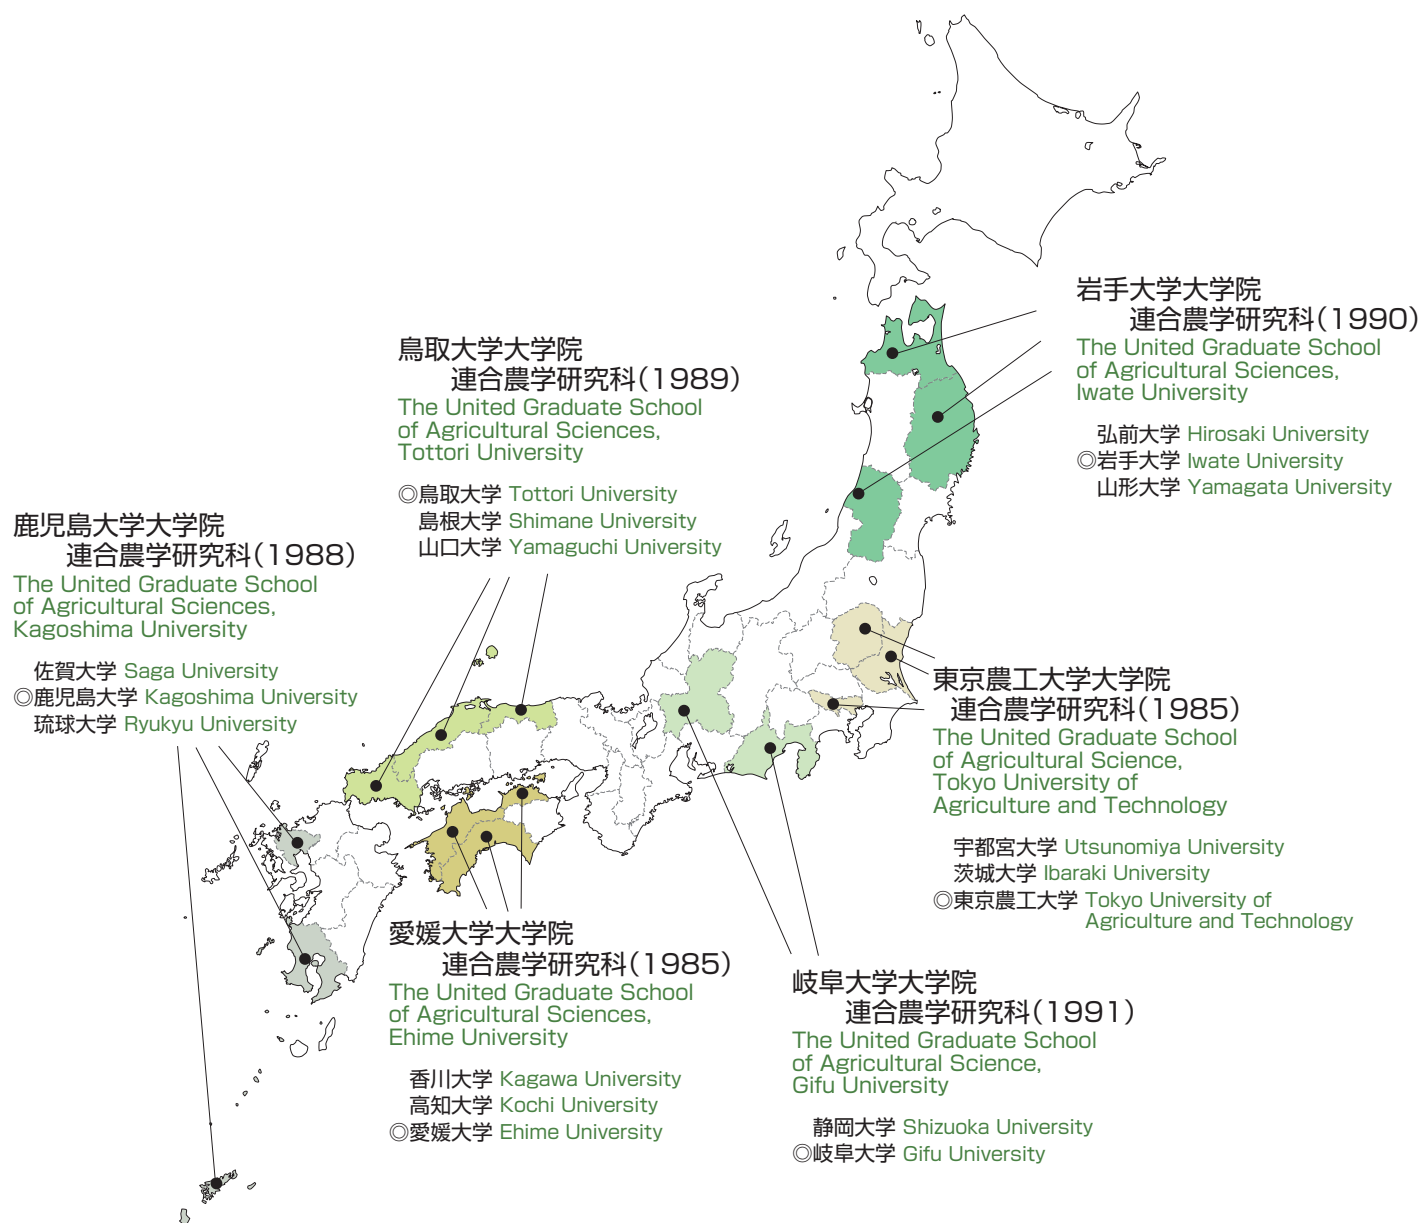 岩手大学大学院
連合農学研究科(1990)
The United Graduate School
of Agricultural Sciences,
Iwate University
弘前大学 Hirosaki University
◎岩手大学 Iwate University
山形大学 Yamagata University
鳥取大学大学院
連合農学研究科(1989)
The United Graduate School
of Agricultural Sciences,
Tottori University
◎鳥取大学 Tottori University
島根大学 Shimane University
山口大学 Yamaguchi University
鹿児島大学大学院
連合農学研究科(1988)
The United Graduate School
of Agricultural Sciences,
Kagoshima University
佐賀大学 Saga University
◎鹿児島大学 Kagoshima University
琉球大学 Ryukyu University
東京農工大学大学院
連合農学研究科(1985)
The United Graduate School
of Agricultural Science,
Tokyo University of
Agriculture and Technology
宇都宮大学 Utsunomiya University
茨城大学 Ibaraki University
◎東京農工大学 Tokyo University of
Agriculture and Technology
愛媛大学大学院
連合農学研究科(1985)
The United Graduate School
of Agricultural Sciences,
Ehime University
香川大学 Kagawa University
高知大学 Kochi University
◎愛媛大学 Ehime University
岐阜大学大学院
連合農学研究科(1991)
The United Graduate School
of Agricultural Science,
Gifu University
静岡大学 Shizuoka University
◎岐阜大学 Gifu University